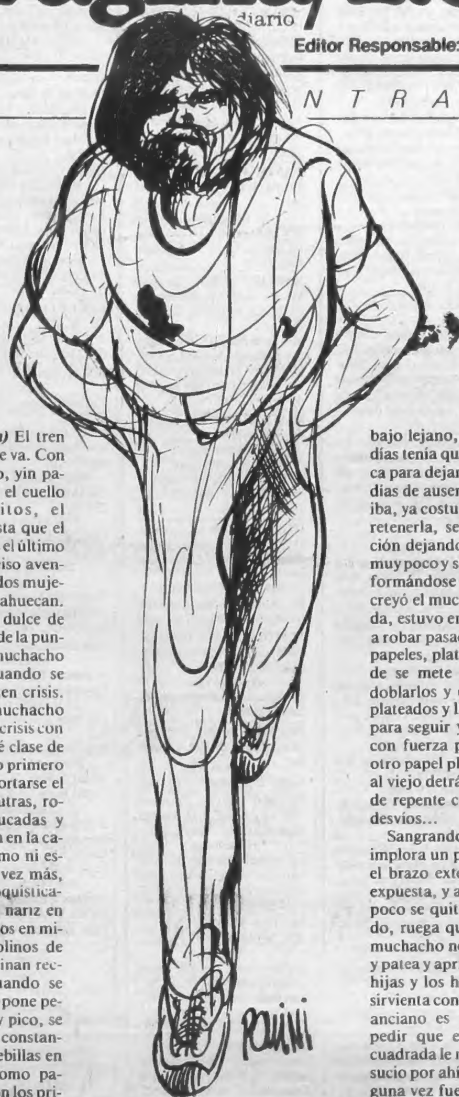 diario
Editor Responsable:
N T R A
El tren
e va. Con
o, yin pa-
el cuello
itos, el
sta que el
el último
iso aven-
dos muje-
ahuecan.
dulce de
de la pun-
muchacho
uando se
en crisis.
muchacho
crisis con
é clase de
o primero
ortarse el
utras, ro-
ucadas y
n en la ca-
mo ni es-
vez más,
quística-
nariz en
os en mi-
olinos de
inan rec-
uando se
pone pe-
y pico, se
constan-
ebillas en
omo pa-
n los pri-
bajo lejano,
días tenía qu
ca para dejar
días de ausen
iba, ya costu
retenerla, se
ción dejando
muy poco y s
formándose
creyó el muc
da, estuvo en
a robar pasad
papeles, plat
de se mete
doblarlos y
plateados y l
para seguir y
con fuerza p
otro papel pl
al viejo detrá
de repente c
desvíos...
Sangrando
implora un p
el brazo exte
expuesta, y a
poco se quit
do, ruega qu
muchacho no
y patea y apr
hijas y los h
sirvienta con
anciano es
pedir que e
cuadrada le
sucio por ahí
guna vez fue